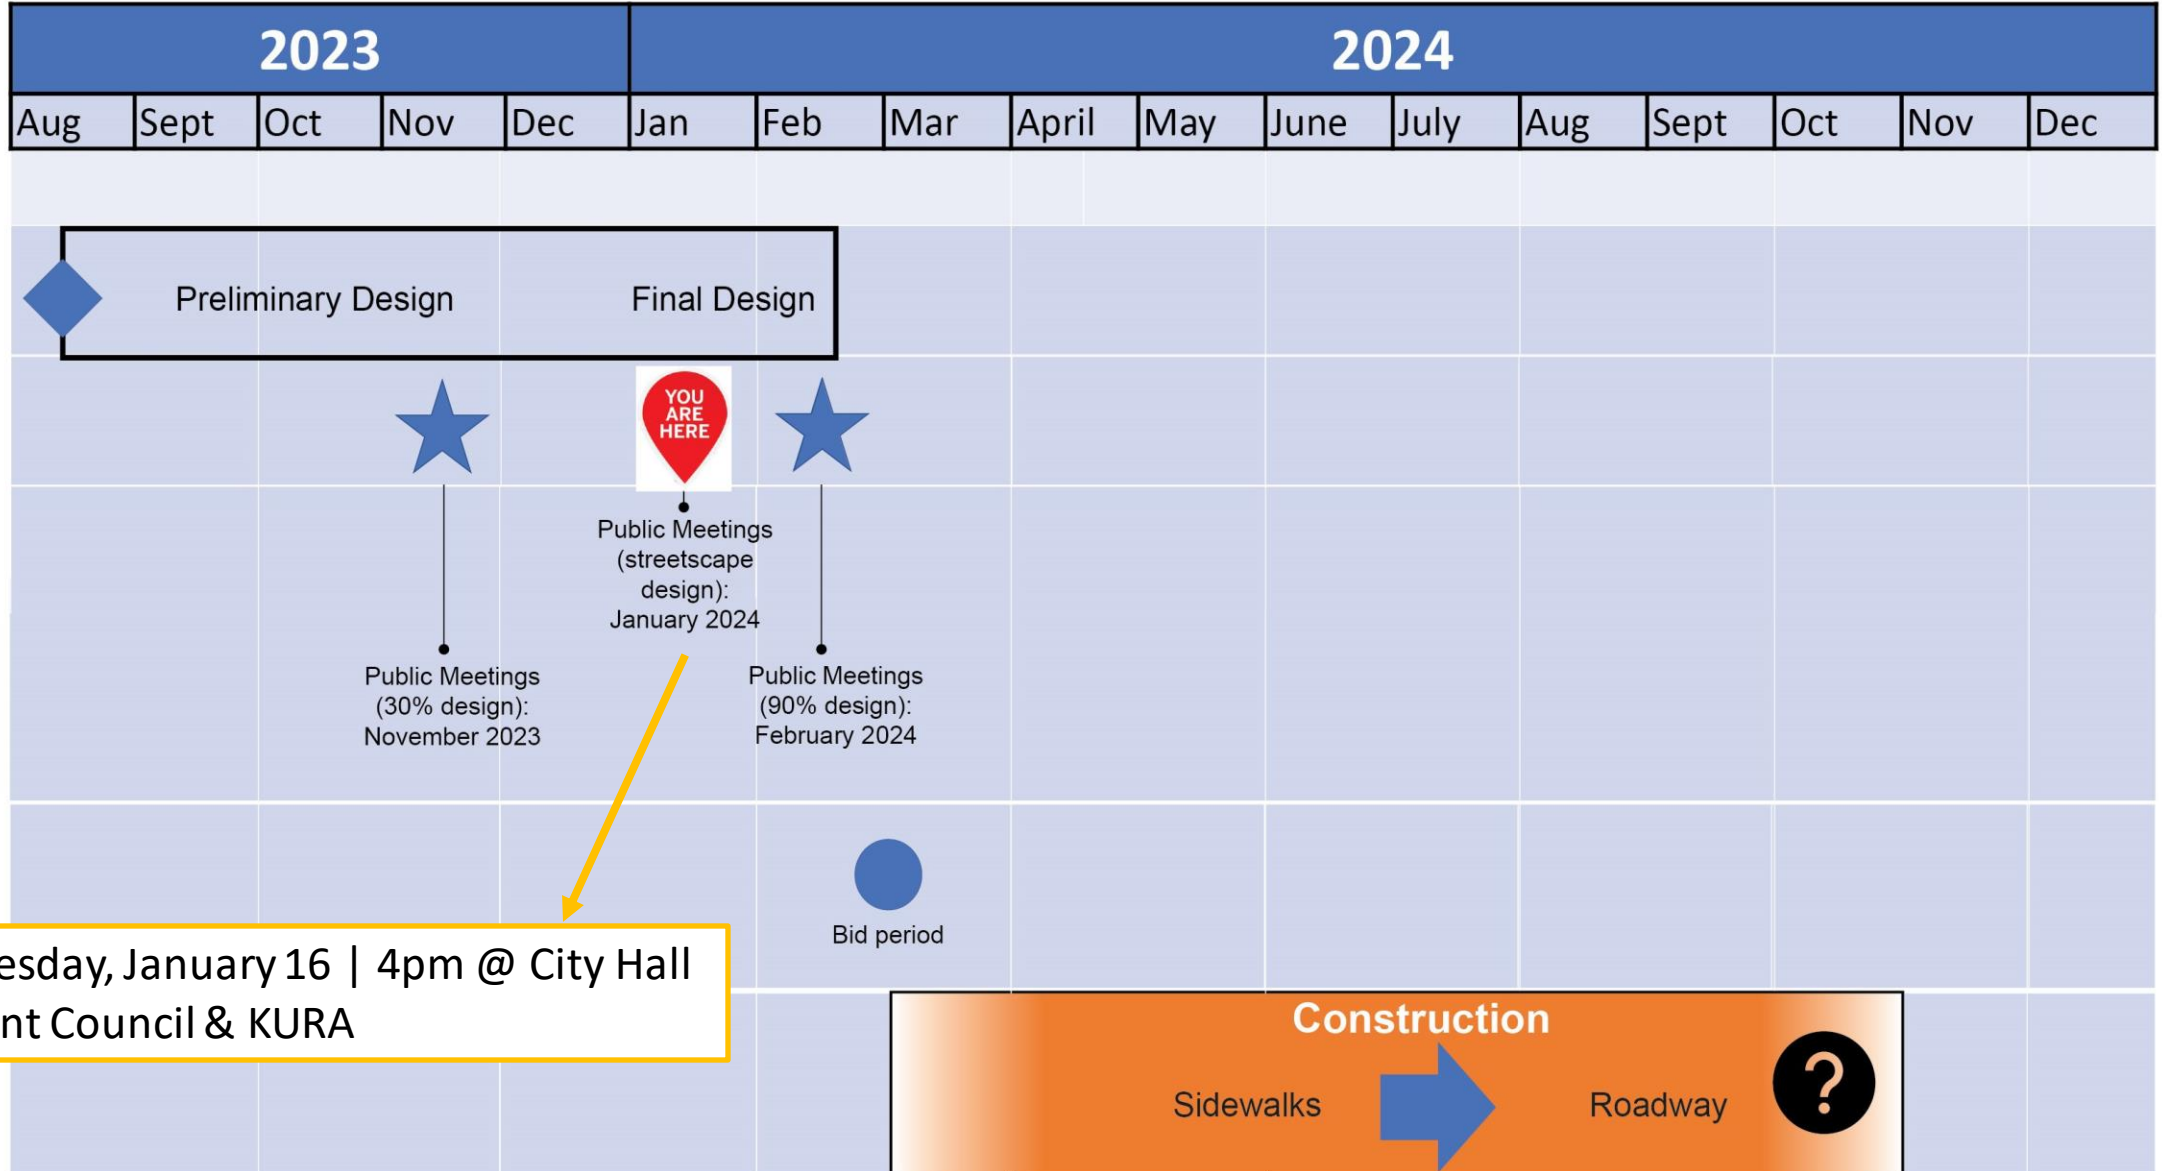 2023 2024
Aug Sept Oct Nov Dec Jan Feb Mar April May June July Aug Sept Oct Nov Dec
Preliminary Design Final Design
YOU
ARE
HERE
Public Meetings
(streetscape
design):
January 2024
Public Meetings
(30% design):
November 2023
Public Meetings
(90% design):
February 2024
Bid period
esday, January 16 | 4pm @ City Hall
nt Council & KURA
Construction
Sidewalks Roadway
?